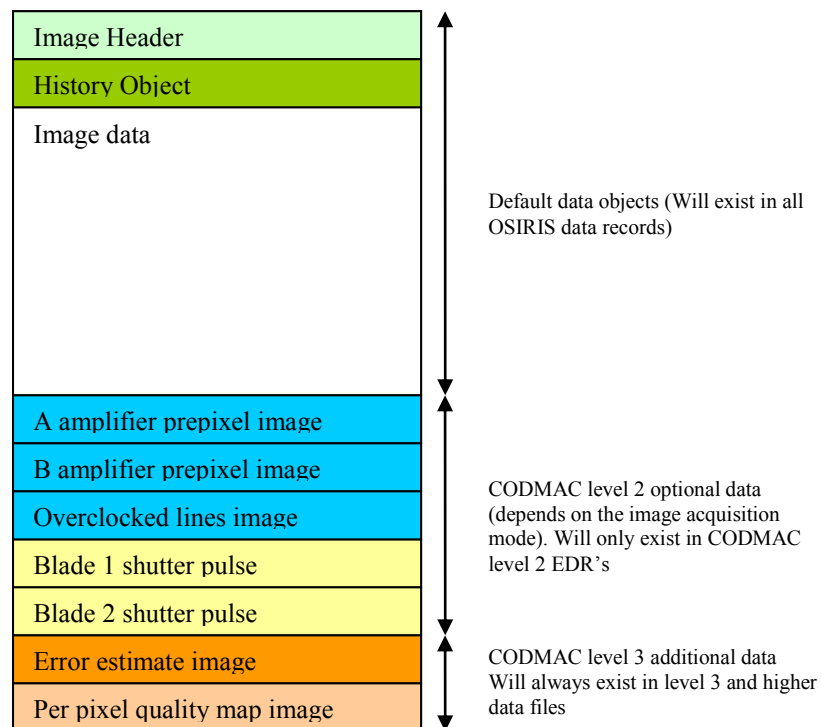 Image Header
History Object
Image data
Default data objects (Will exist in all
OSIRIS data records)
A amplifier prepixel image
B amplifier prepixel image
Overclocked lines image
Blade 1 shutter pulse
Blade 2 shutter pulse
CODMAC level 2 optional data
(depends on the image acquisition
mode). Will only exist in CODMAC
level 2 EDR's
Error estimate image
Per pixel quality map image
CODMAC level 3 additional data
Will always exist in level 3 and higher
data files